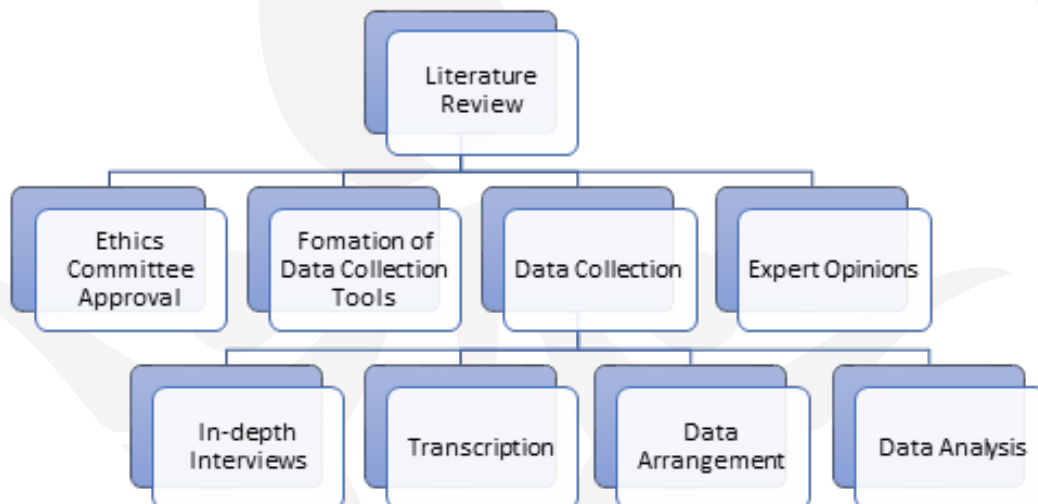 Literature
Review
Ethics
Committee
Approval
Fomation of
Data Collection
Tools
Data Collection
Expert Opinions
In-depth
Interviews
Transcription
Data
Arrangement
Data Analysis